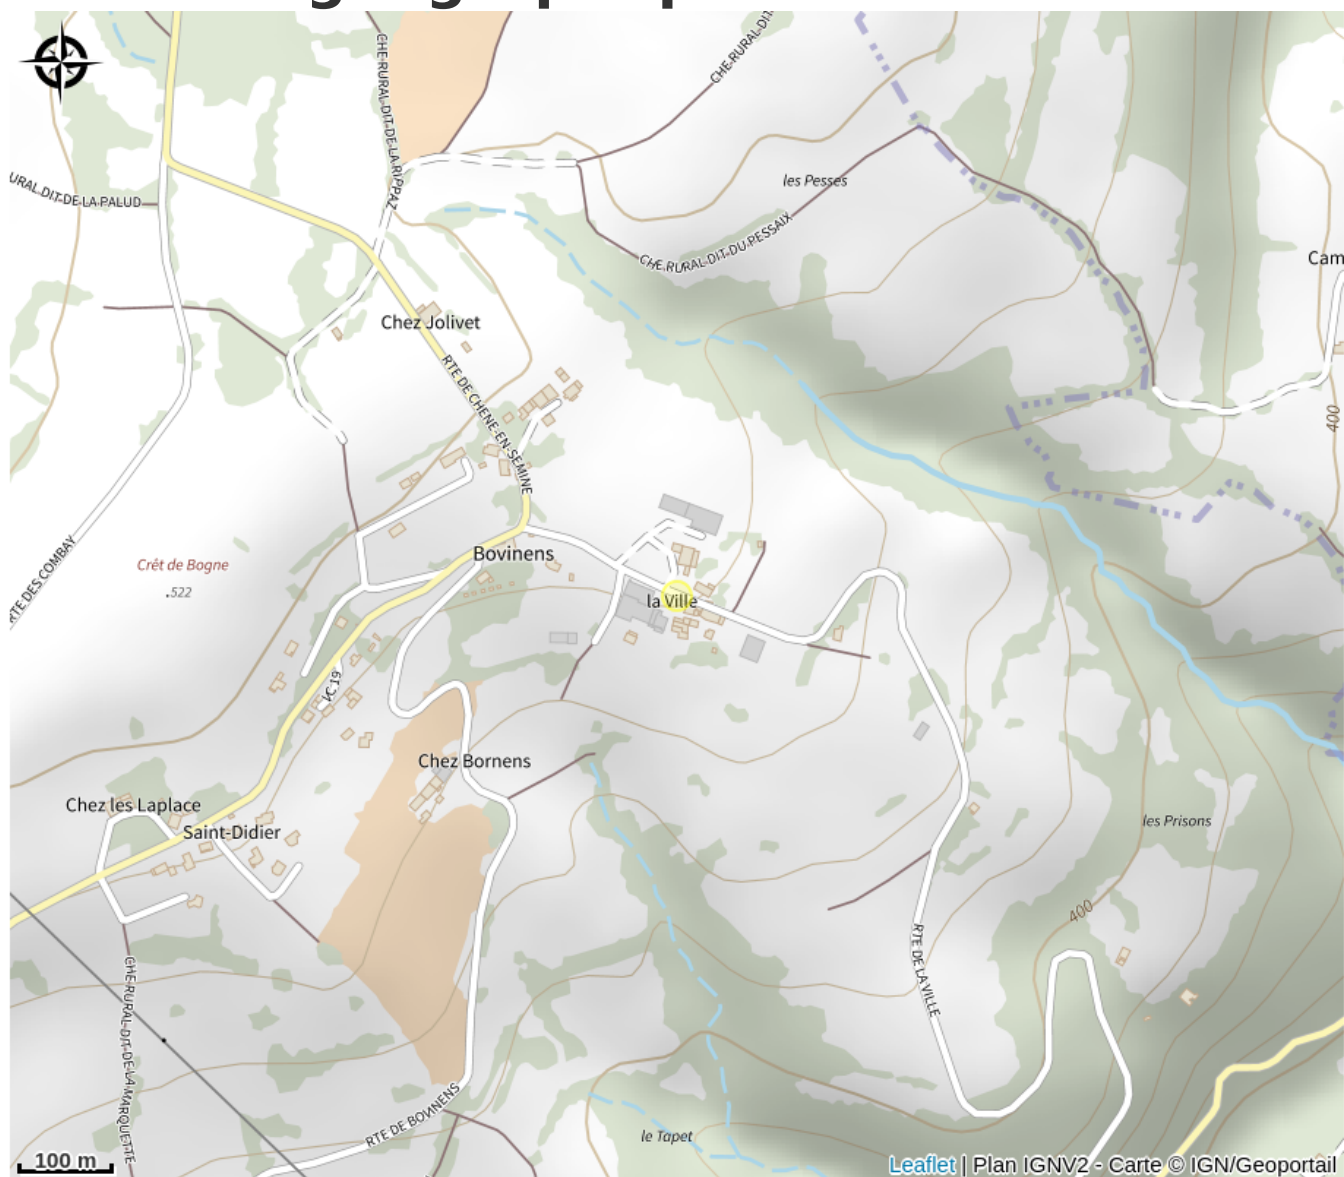 CHE RURAL DIT DE LA RIPPAZ
CHE RURAL DIT
URAL DIT DE LA PALUD
les Pesses
CHE RURAL DIT DU PESSAIX
Cam
Chez Jolivet
RTE DE CHENE-EN-SEMINE
400
Bovinens
Crêt de Bogne
.522
RTE DES COMBAY
la Ville
VC 19
Chez Bornens
Chez les Laplace
Saint-Didier
les Prisons
400
RTE DE LA VILLE
CHE RURAL DIT DE LA MARQUETTE
RTE DE BOVINENS
le Tapet
100 m
Leaflet | Plan IGNV2 - Carte © IGN/Geoportail